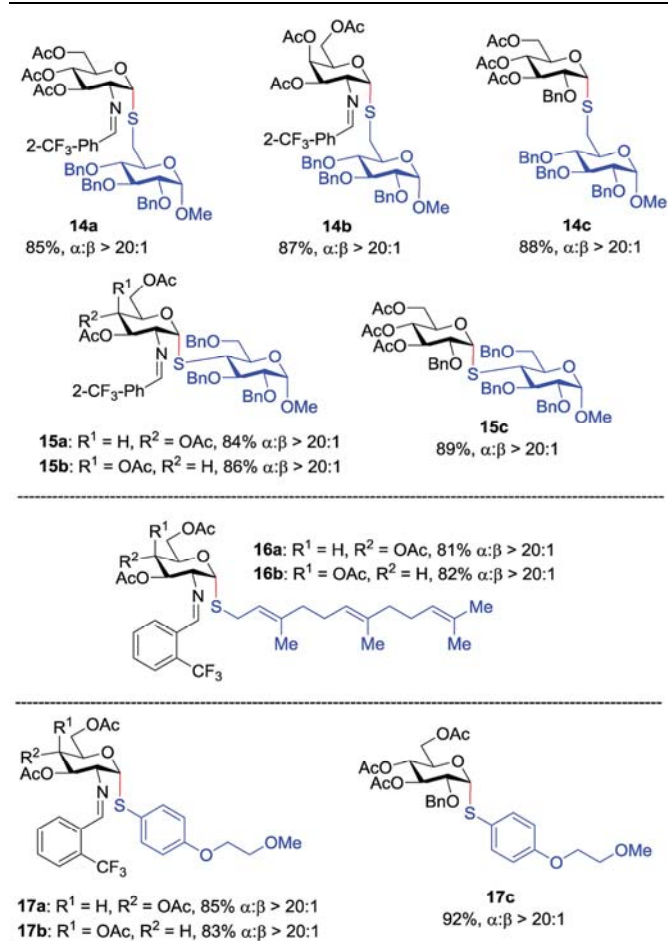 AcO
AcO
AcO
O
N
S
2-CF₃-Ph
BnO
BnO
O
BnO
OMe
14a
85%, α:β > 20:1
AcO
OAc
O
AcO
N
S
2-CF₃-Ph
BnO
BnO
O
BnO
OMe
14b
87%, α:β > 20:1
AcO
AcO
AcO
O
BnO
S
BnO
BnO
O
BnO
OMe
14c
88%, α:β > 20:1
R¹
OAc
R²
O
AcO
N
S
2-CF₃-Ph
BnO
BnO
O
BnO
OMe
15a: R¹ = H, R² = OAc, 84% α:β > 20:1
15b: R¹ = OAc, R² = H, 86% α:β > 20:1
AcO
AcO
AcO
O
BnO
S
BnO
BnO
O
BnO
OMe
15c
89%, α:β > 20:1
R¹
OAc
R²
O
AcO
N
S
CF₃
Me
Me
Me
Me
16a: R¹ = H, R² = OAc, 81% α:β > 20:1
16b: R¹ = OAc, R² = H, 82% α:β > 20:1
R¹
OAc
R²
O
AcO
N
S
CF₃
O
OMe
17a: R¹ = H, R² = OAc, 85% α:β > 20:1
17b: R¹ = OAc, R² = H, 83% α:β > 20:1
OAc
AcO
AcO
O
BnO
S
O
OMe
17c
92%, α:β > 20:1